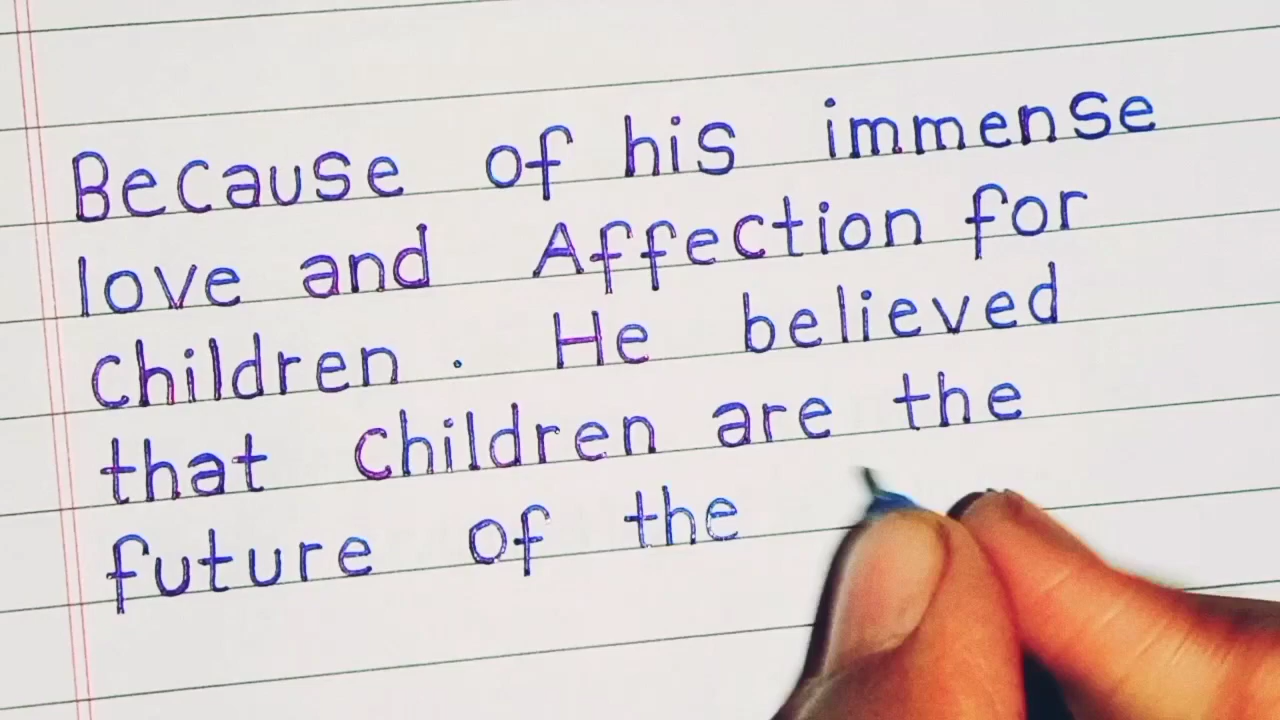 Because of his immense
love and Affection for
children. He believed
that children are the
future of the